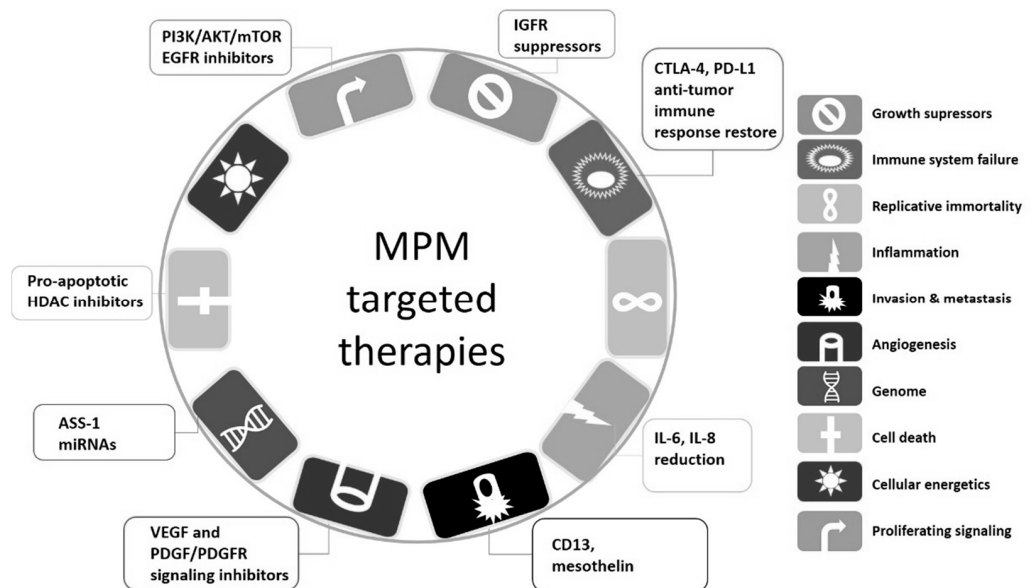 PI3K/AKT/mTOR
EGFR inhibitors
IGFR
suppressors
CTLA-4, PD-L1
anti-tumor
immune
response restore
Pro-apoptotic
HDAC inhibitors
MPM
targeted
therapies
ASS-1
miRNAs
IL-6, IL-8
reduction
VEGF and
PDGF/PDGFR
signaling inhibitors
CD13,
mesothelin
Growth supressors
Immune system failure
Replicative immortality
Inflammation
Invasion & metastasis
Angiogenesis
Genome
Cell death
Cellular energetics
Proliferating signaling